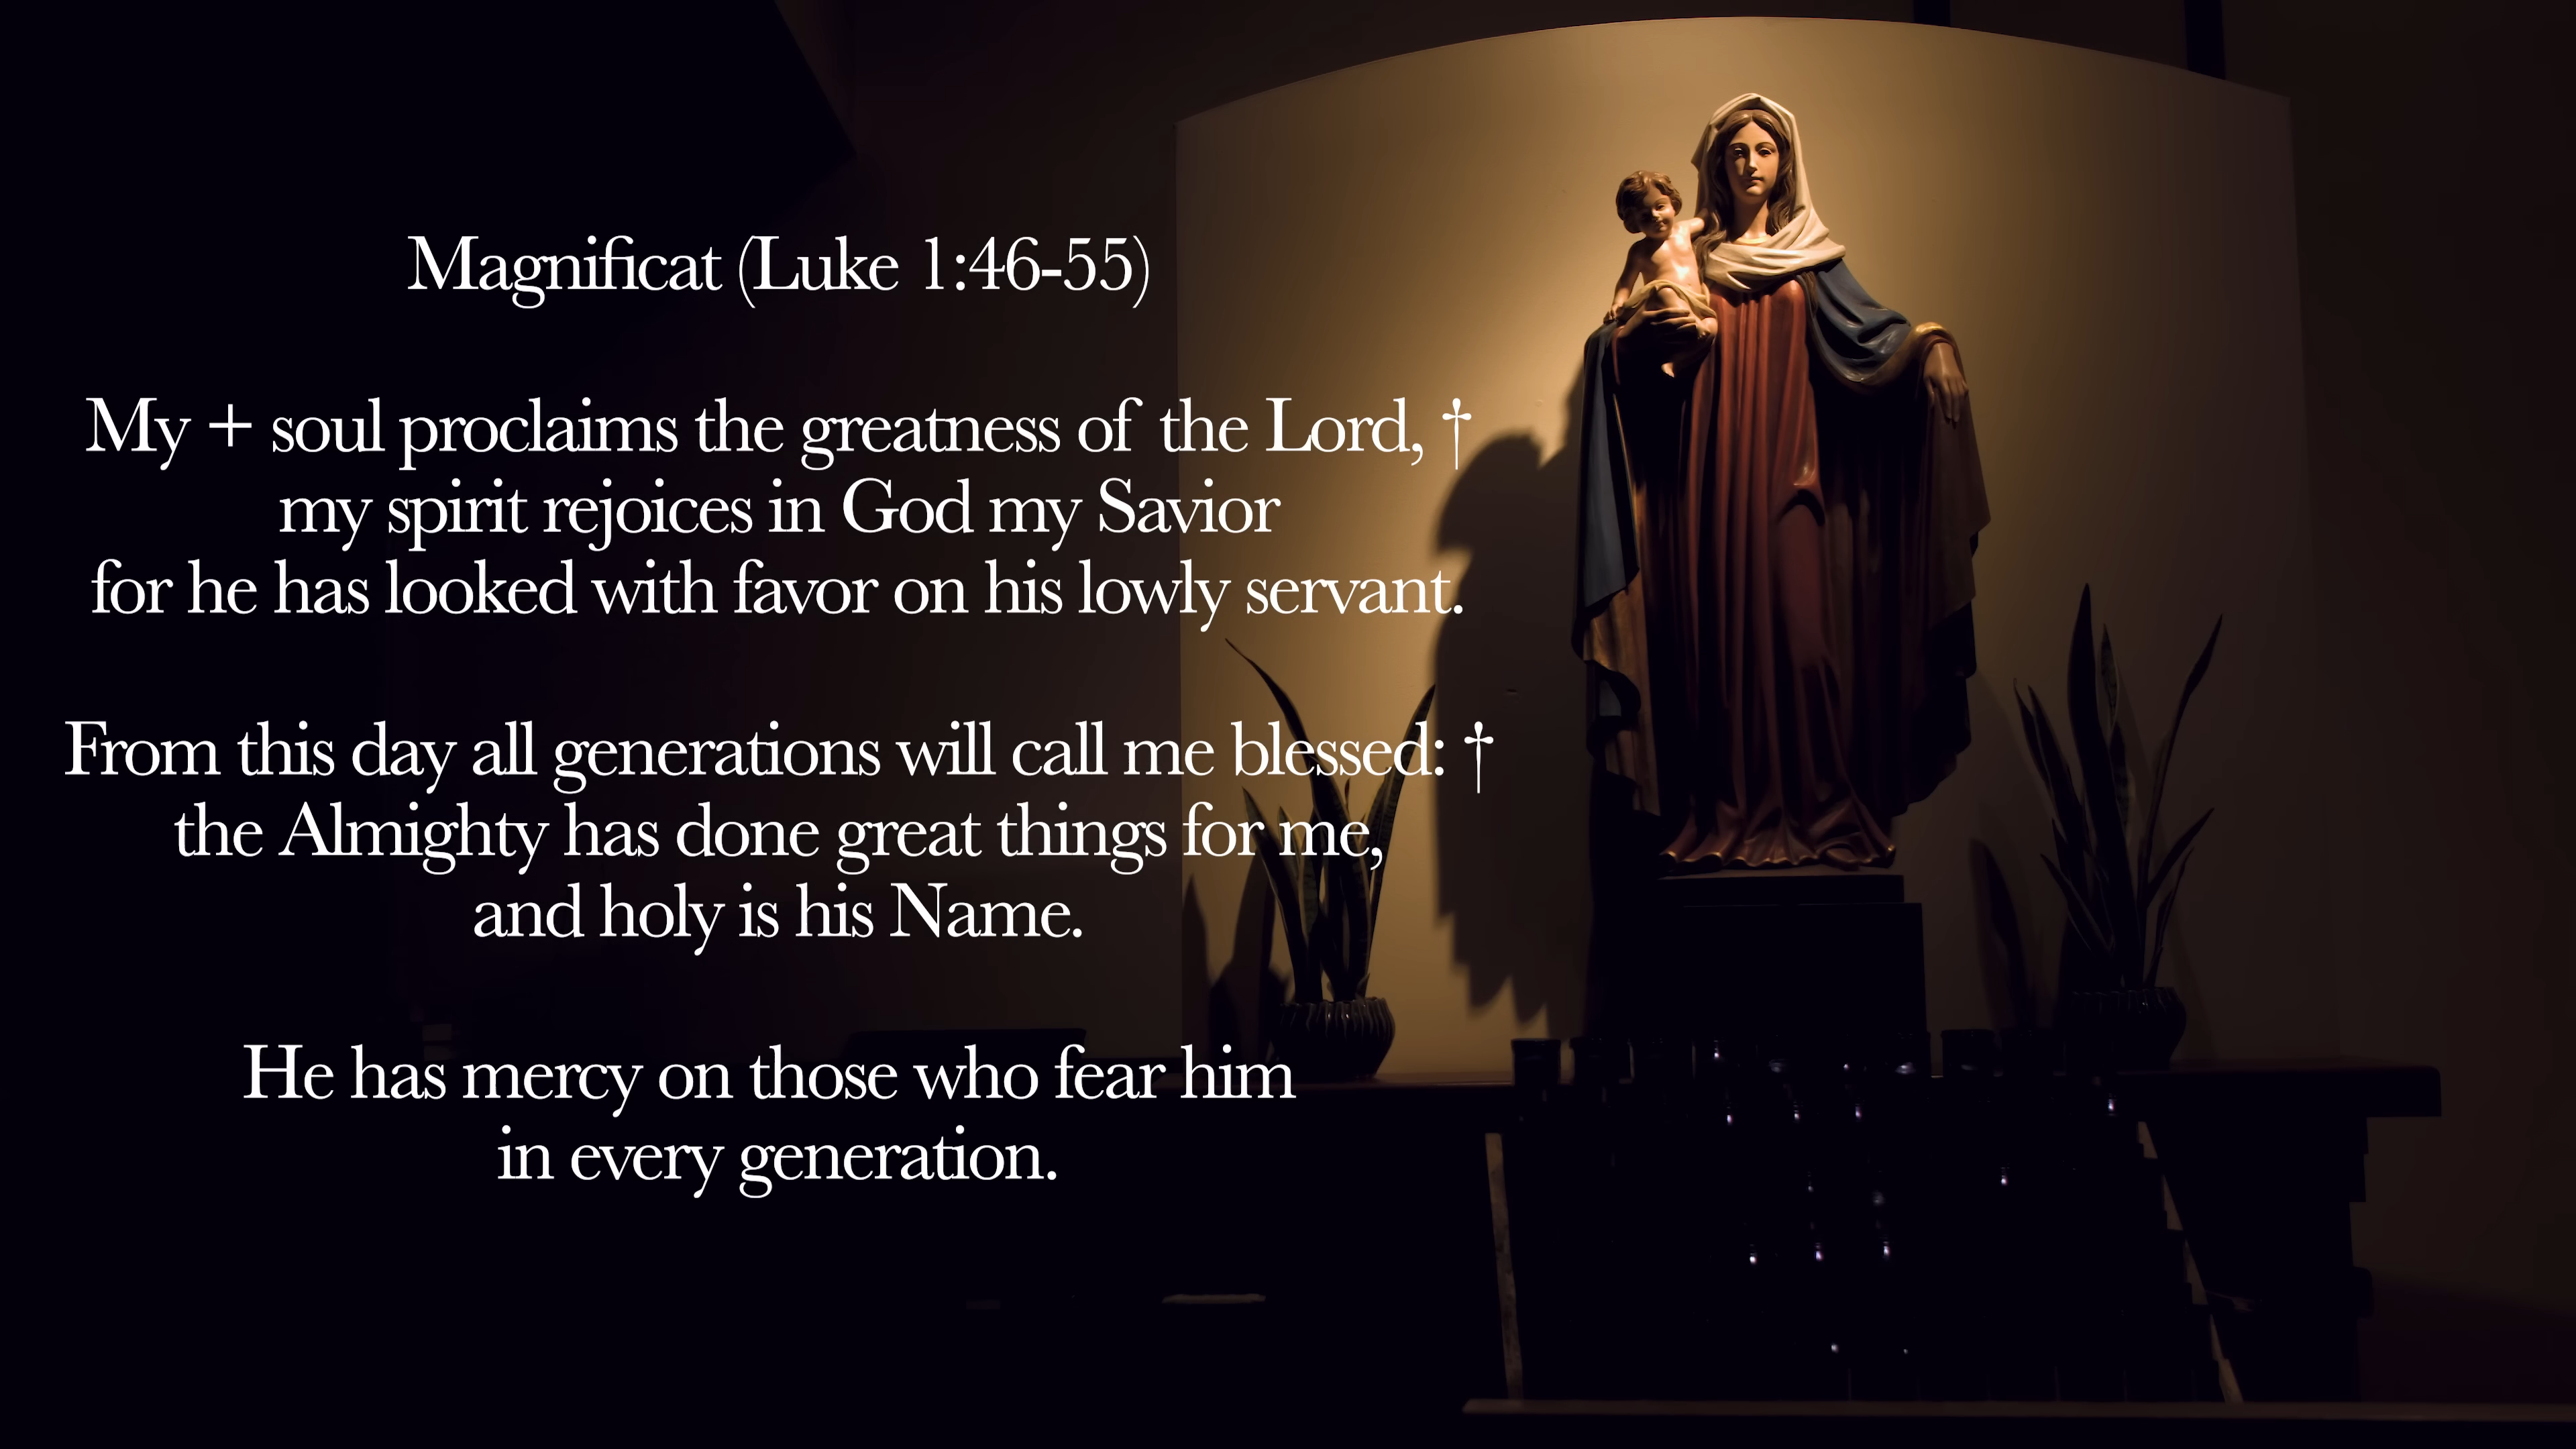 Magnificat (Luke 1:46-55)
My + soul proclaims the greatness of the Lord, †
my spirit rejoices in God my Savior
for he has looked with favor on his lowly servant.
From this day all generations will call me blessed: †
the Almighty has done great things for me,
and holy is his Name.
He has mercy on those who fear him
in every generation.